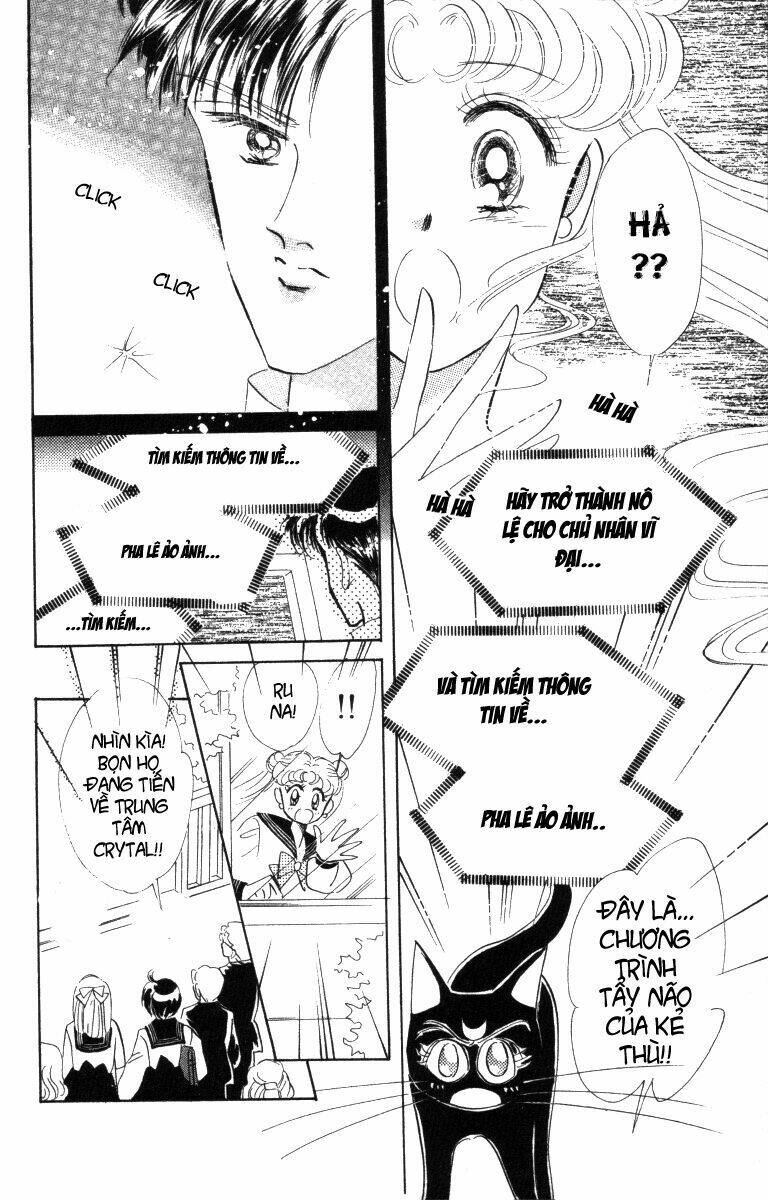 HẢ
??
HÀ HÀ
HÀ HÀ
HÃY TRỞ THÀNH NÔ
LỆ CHO CHỦ NHÂN VĨ
ĐẠI...
VÀ TÌM KIẾM THÔNG
TIN VỀ...
PHA LÊ ẢO ẢNH..
ĐÂY LÀ...
CHƯƠNG
TRÌNH
TẨY NÃO
CỦA KẺ
THÙ!!
CLICK
CLICK
TÌM KIẾM THÔNG TIN VỀ...
PHA LÊ ẢO ẢNH...
...TÌM KIẾM...
!!
RU
NA!
NHÌN KÌA!
BỌN HỌ
ĐANG TIẾN
VỀ TRUNG
TÂM
CRYTAL!!